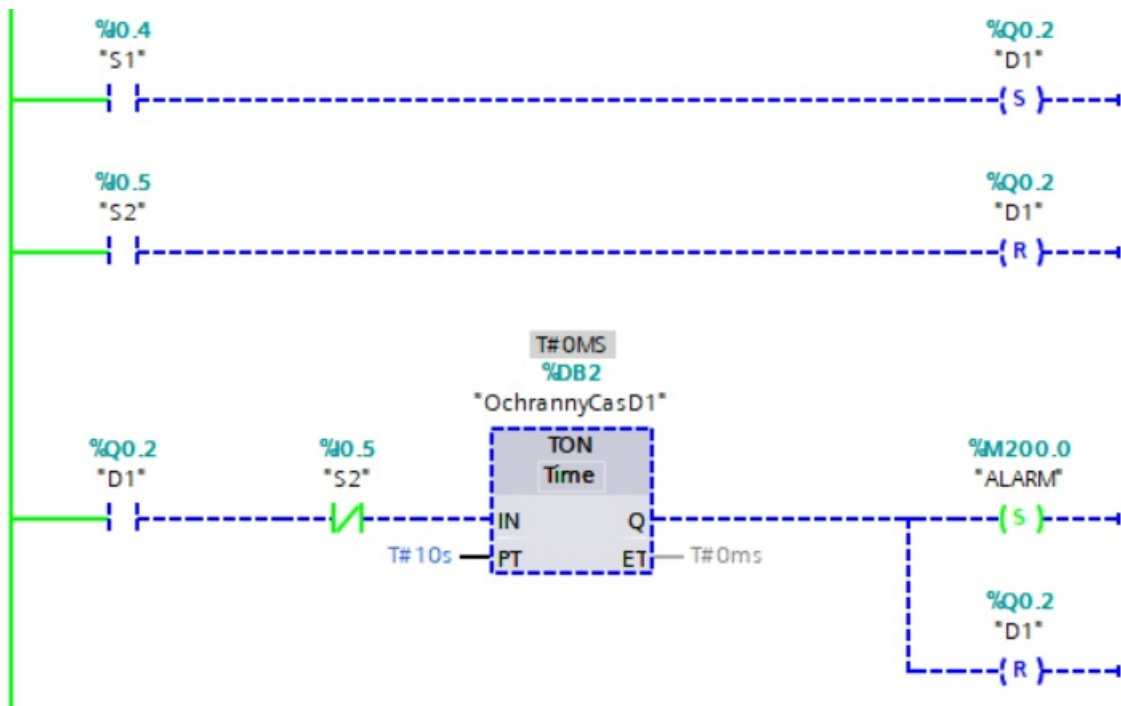 %I0.4
"S1"
%Q0.2
"D1"
S
%I0.5
"S2"
%Q0.2
"D1"
R
T#0MS
%DB2
"OchrannyCasD1"
%Q0.2
"D1"
%I0.5
"S2"
TON
Time
%M200.0
"ALARM"
IN
Q
S
T#10s
PT
ET
T#0ms
%Q0.2
"D1"
R